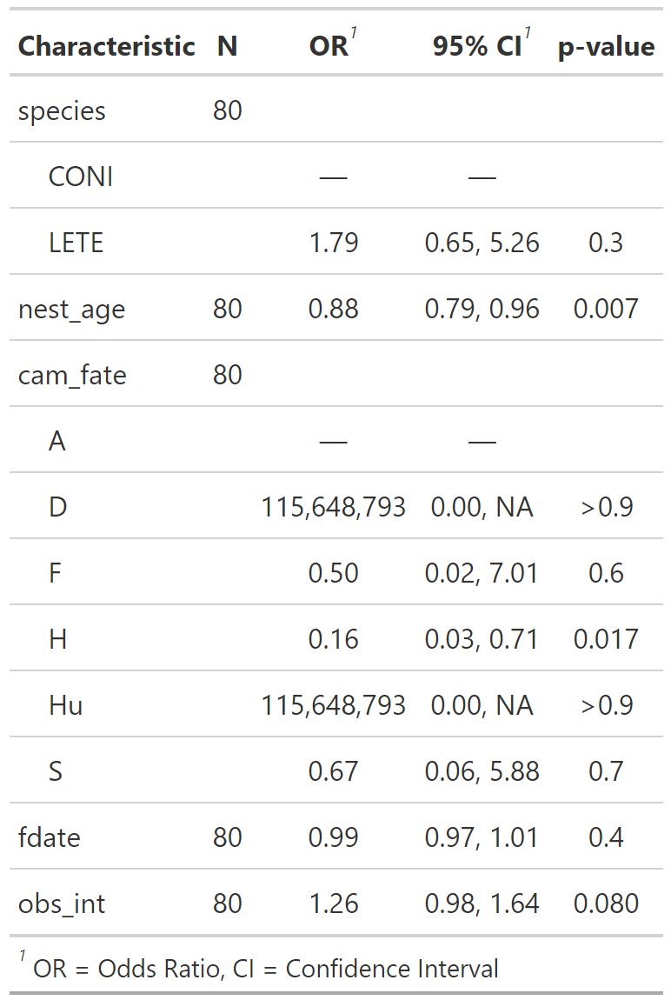 Characteristic N OR1 95% CI1 p-value
species 80
CONI — —
LETE 1.79 0.65, 5.26 0.3
nest_age 80 0.88 0.79, 0.96 0.007
cam_fate 80
A — —
D 115,648,793 0.00, NA >0.9
F 0.50 0.02, 7.01 0.6
H 0.16 0.03, 0.71 0.017
Hu 115,648,793 0.00, NA >0.9
S 0.67 0.06, 5.88 0.7
fdate 80 0.99 0.97, 1.01 0.4
obs_int 80 1.26 0.98, 1.64 0.080
1 OR = Odds Ratio, CI = Confidence Interval